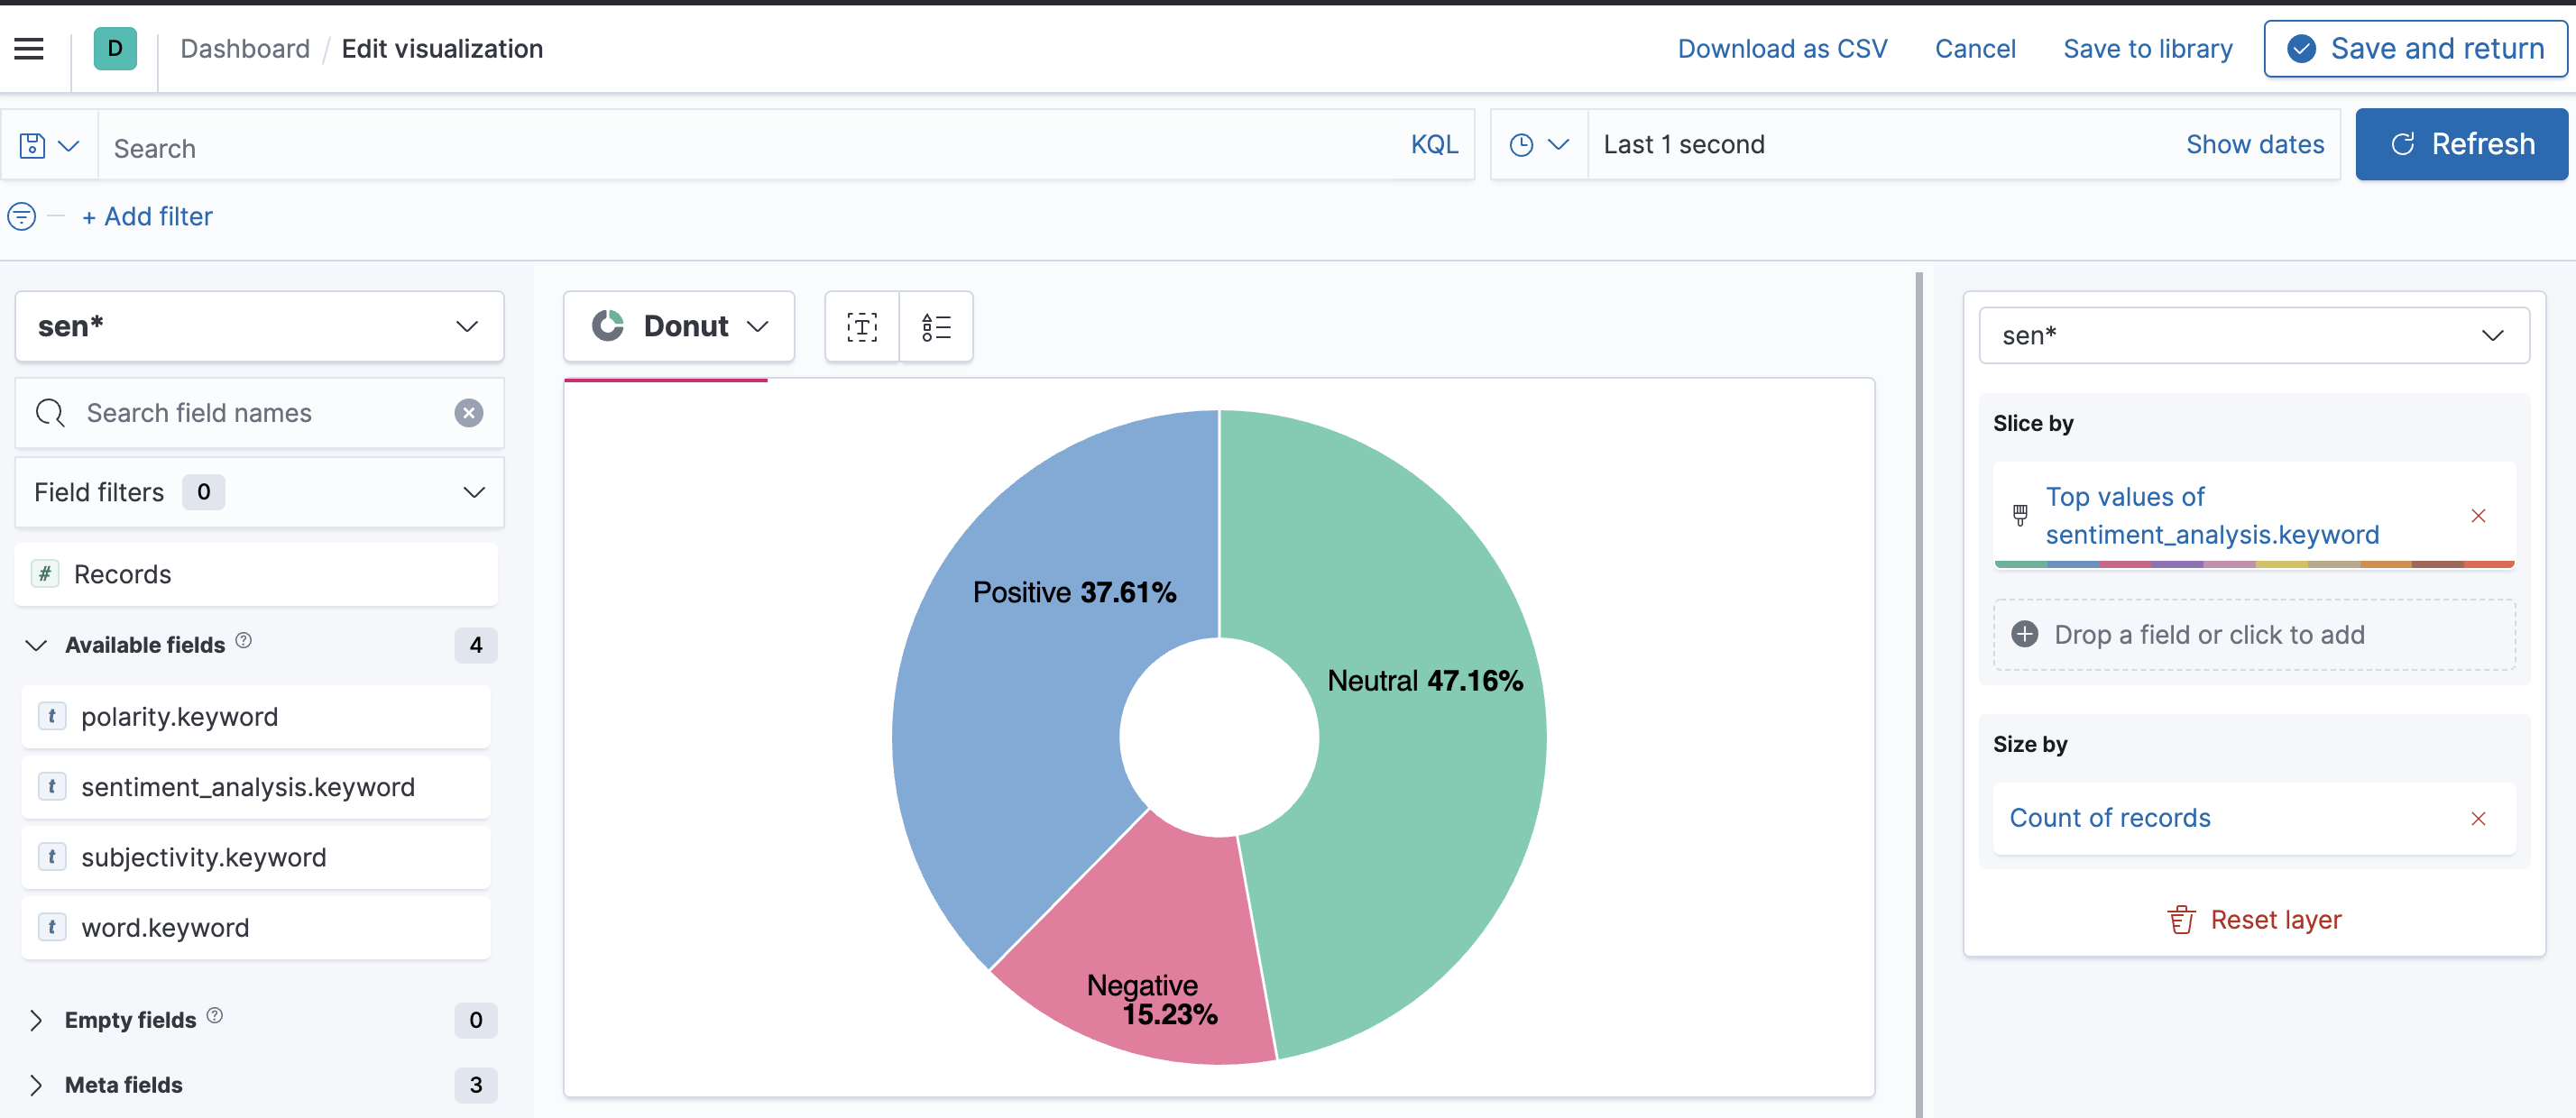 D
Dashboard / Edit visualization
Download as CSV
Cancel
Save to library
Save and return
Search
KQL
Last 1 second
Show dates
Refresh
+ Add filter
sen*
Search field names
Field filters 0
# Records
Available fields 4
t polarity.keyword
t sentiment_analysis.keyword
t subjectivity.keyword
t word.keyword
Empty fields 0
Meta fields 3
Donut
Positive 37.61%
Neutral 47.16%
Negative
15.23%
sen*
Slice by
Top values of
sentiment_analysis.keyword
Drop a field or click to add
Size by
Count of records
Reset layer